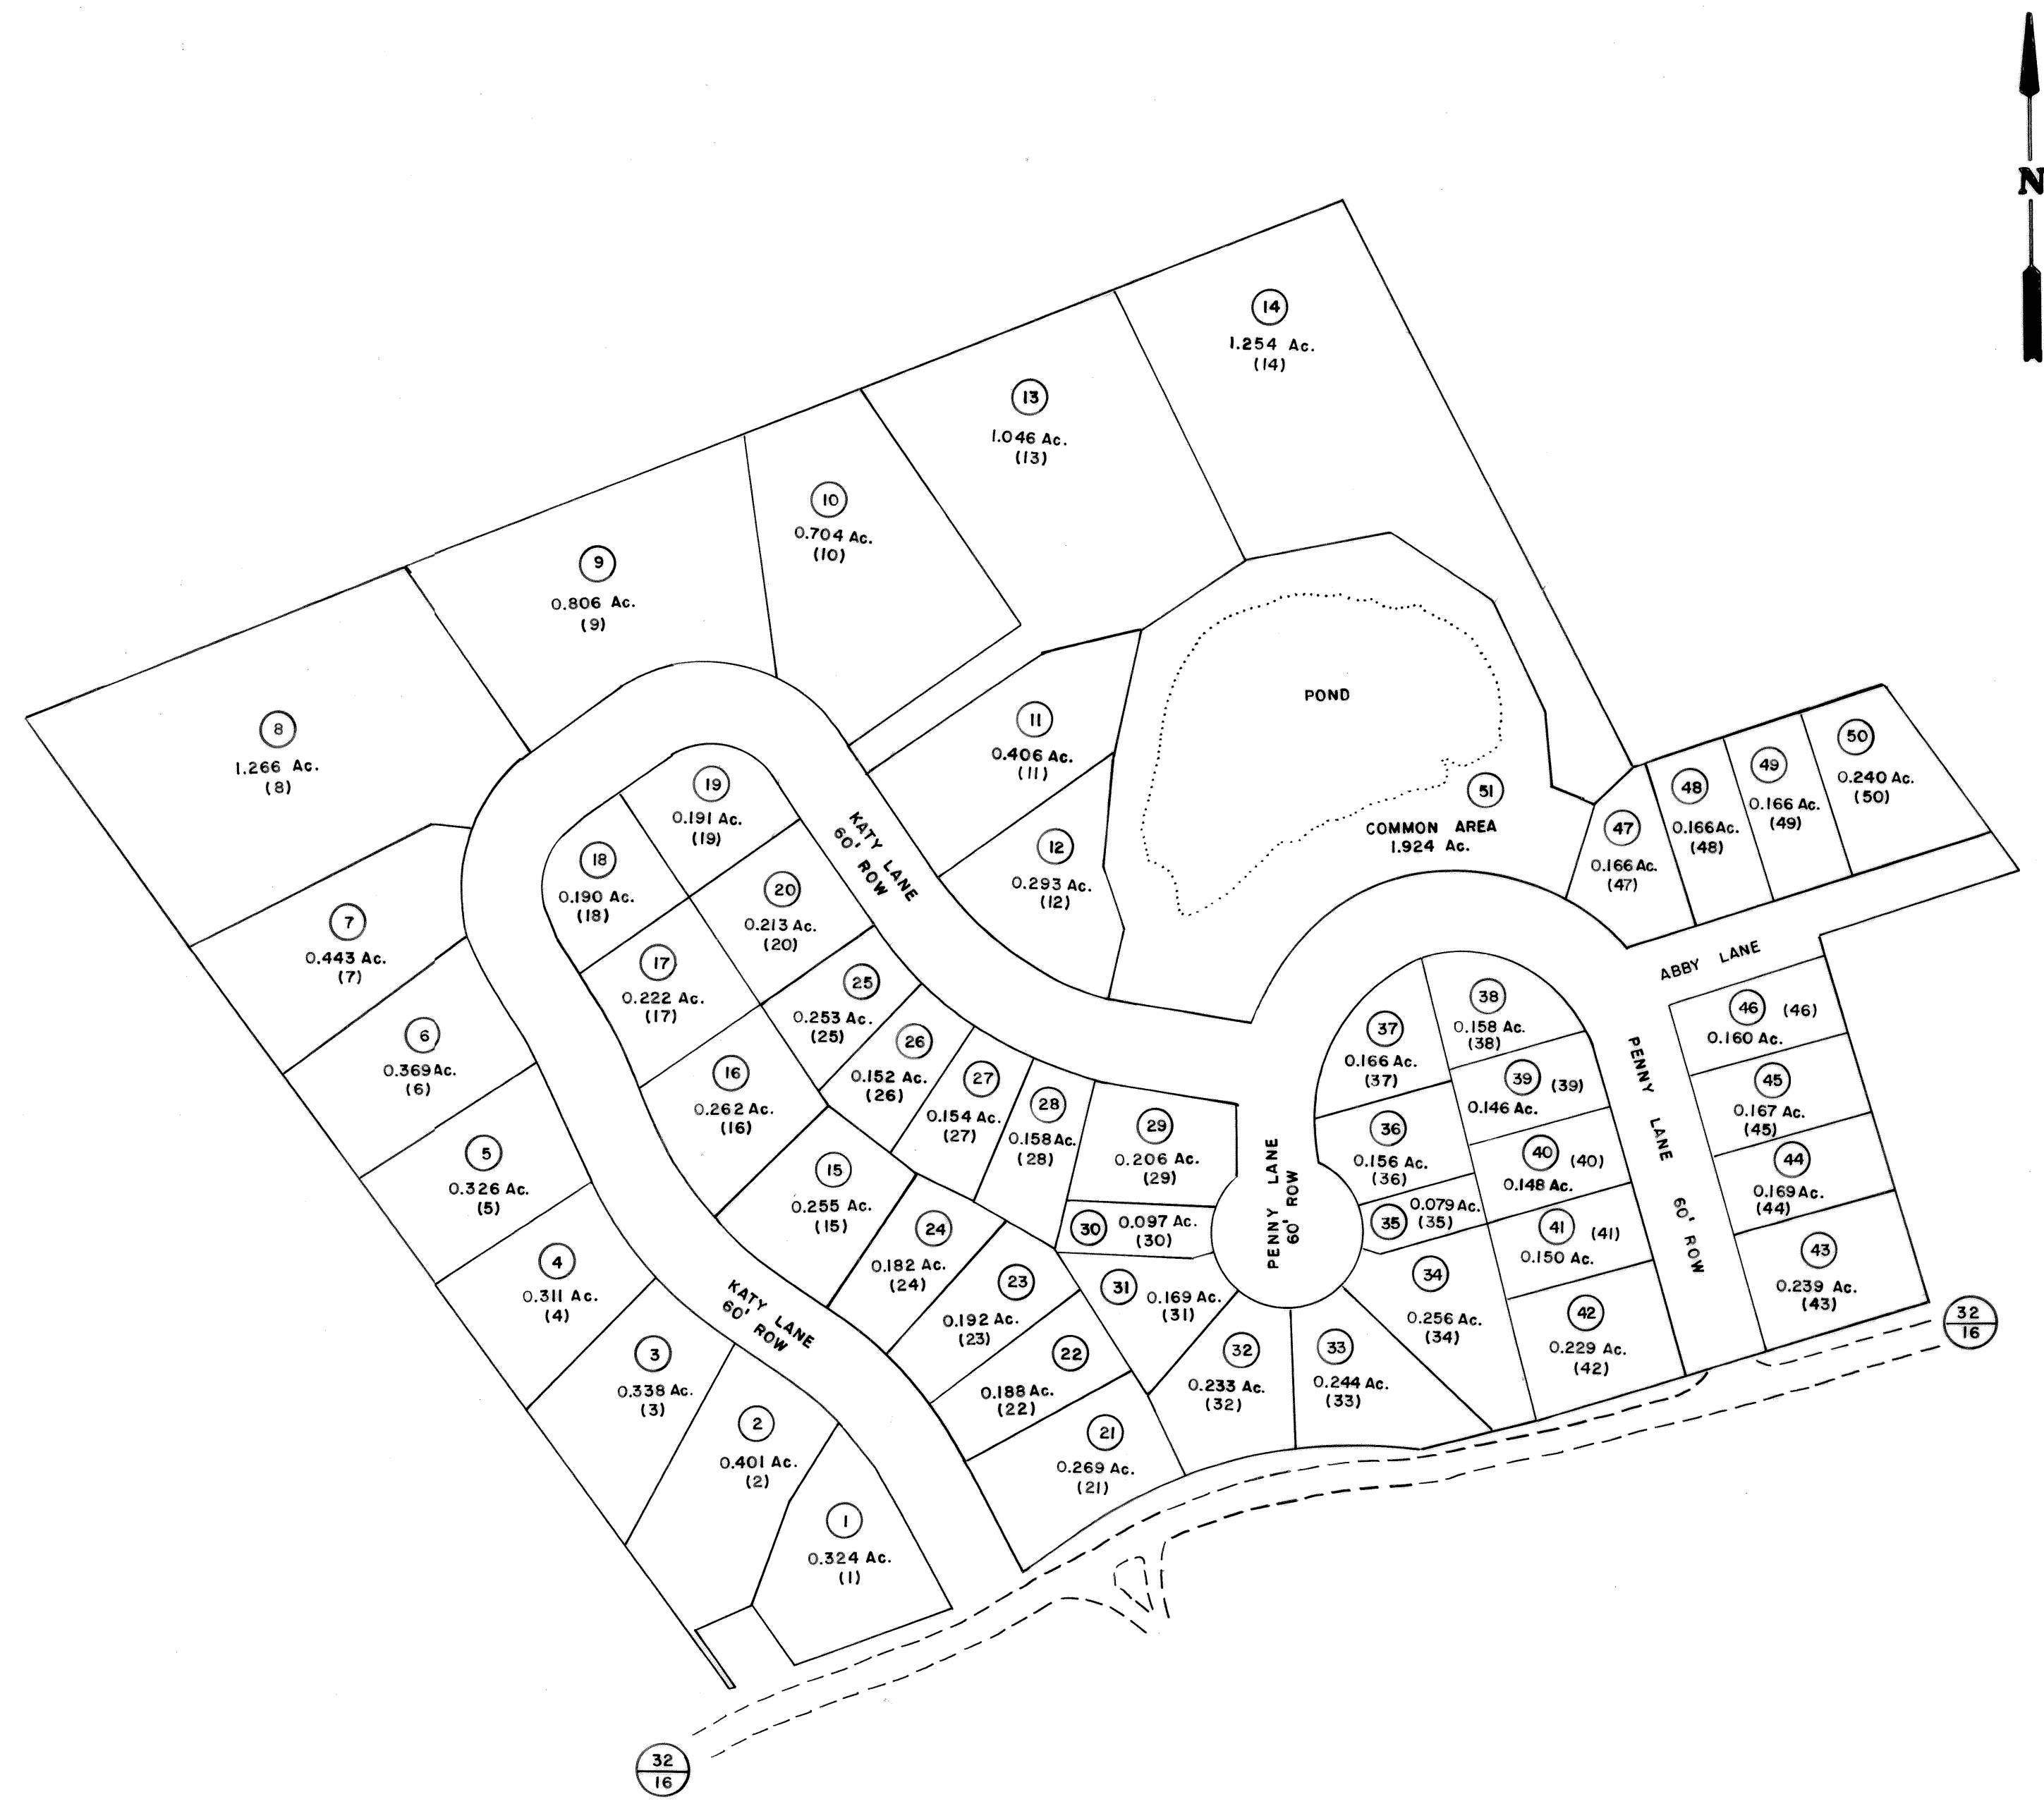 N
14
1.254 Ac.
(14)
13
1.046 Ac.
(13)
10
0.704 Ac.
(10)
9
0.806 Ac.
(9)
8
1.266 Ac.
(8)
POND
11
0.406 Ac.
(11)
12
0.293 Ac.
(12)
51
COMMON AREA
1.924 Ac.
47
0.166 Ac.
(47)
48
0.166 Ac.
(48)
49
0.166 Ac.
(49)
50
0.240 Ac.
(50)
KATY LANE
60' ROW
19
0.191 Ac.
(19)
18
0.190 Ac.
(18)
20
0.213 Ac.
(20)
17
0.222 Ac.
(17)
7
0.443 Ac.
(7)
6
0.369 Ac.
(6)
5
0.326 Ac.
(5)
4
0.311 Ac.
(4)
3
0.338 Ac.
(3)
2
0.401 Ac.
(2)
1
0.324 Ac.
(1)
25
0.253 Ac.
(25)
26
0.152 Ac.
(26)
27
0.154 Ac.
(27)
28
0.158 Ac.
(28)
29
0.206 Ac.
(29)
16
0.262 Ac.
(16)
15
0.255 Ac.
(15)
24
0.182 Ac.
(24)
23
0.192 Ac.
(23)
22
0.188 Ac.
(22)
21
0.269 Ac.
(21)
KATY LANE
60' ROW
30 0.097 Ac.
(30)
31 0.169 Ac.
(31)
32
0.233 Ac.
(32)
33
0.244 Ac.
(33)
34
0.256 Ac.
(34)
35 0.079 Ac.
(35)
36
0.156 Ac.
(36)
37
0.166 Ac.
(37)
38
0.158 Ac.
(38)
39 (39)
0.146 Ac.
40 (40)
0.148 Ac.
41 (41)
0.150 Ac.
42
0.229 Ac.
(42)
PENNY LANE
60' ROW
PENNY LANE 60' ROW
ABBY LANE
46 (46)
0.160 Ac.
45
0.167 Ac.
(45)
44
0.169 Ac.
(44)
43
0.239 Ac.
(43)
32
16
32
16